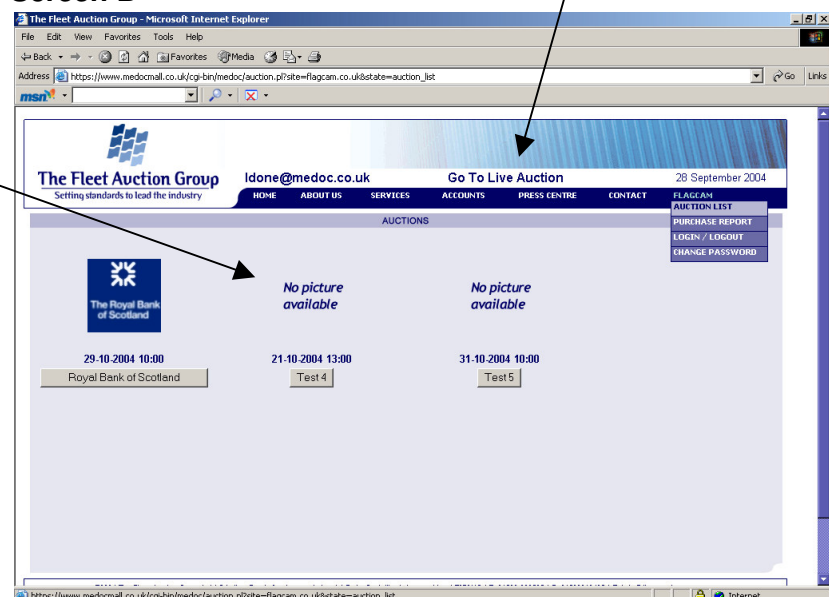 The Fleet Auction Group - Microsoft Internet Explorer
File Edit View Favorites Tools Help
Back Favorites Media
Address https://www.medocmall.co.uk/cgi-bin/medoc/auction.pl?site=flagcam.co.uk&state=auction_list Go Links
msn
The Fleet Auction Group ldone@medoc.co.uk Go To Live Auction 28 September 2004
Setting standards to lead the industry HOME ABOUT US SERVICES ACCOUNTS PRESS CENTRE CONTACT FLAGCAM
AUCTION LIST
AUCTIONS PURCHASE REPORT
LOGIN / LOGOUT
CHANGE PASSWORD
The Royal Bank
of Scotland
No picture
available
No picture
available
29-10-2004 10:00 21-10-2004 13:00 31-10-2004 10:00
Royal Bank of Scotland Test 4 Test 5
https://www.medocmall.co.uk/cgi-bin/medoc/auction.pl?site=flagcam.co.uk&state=auction_list Internet